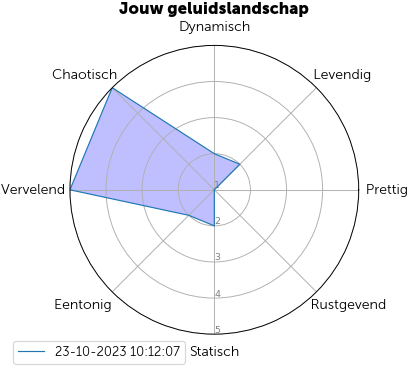 Jouw geluidslandschap
Dynamisch
Chaotisch
Levendig
Vervelend
1
Prettig
2
3
Eentonig
4
Rustgevend
5
23-10-2023 10:12:07
Statisch